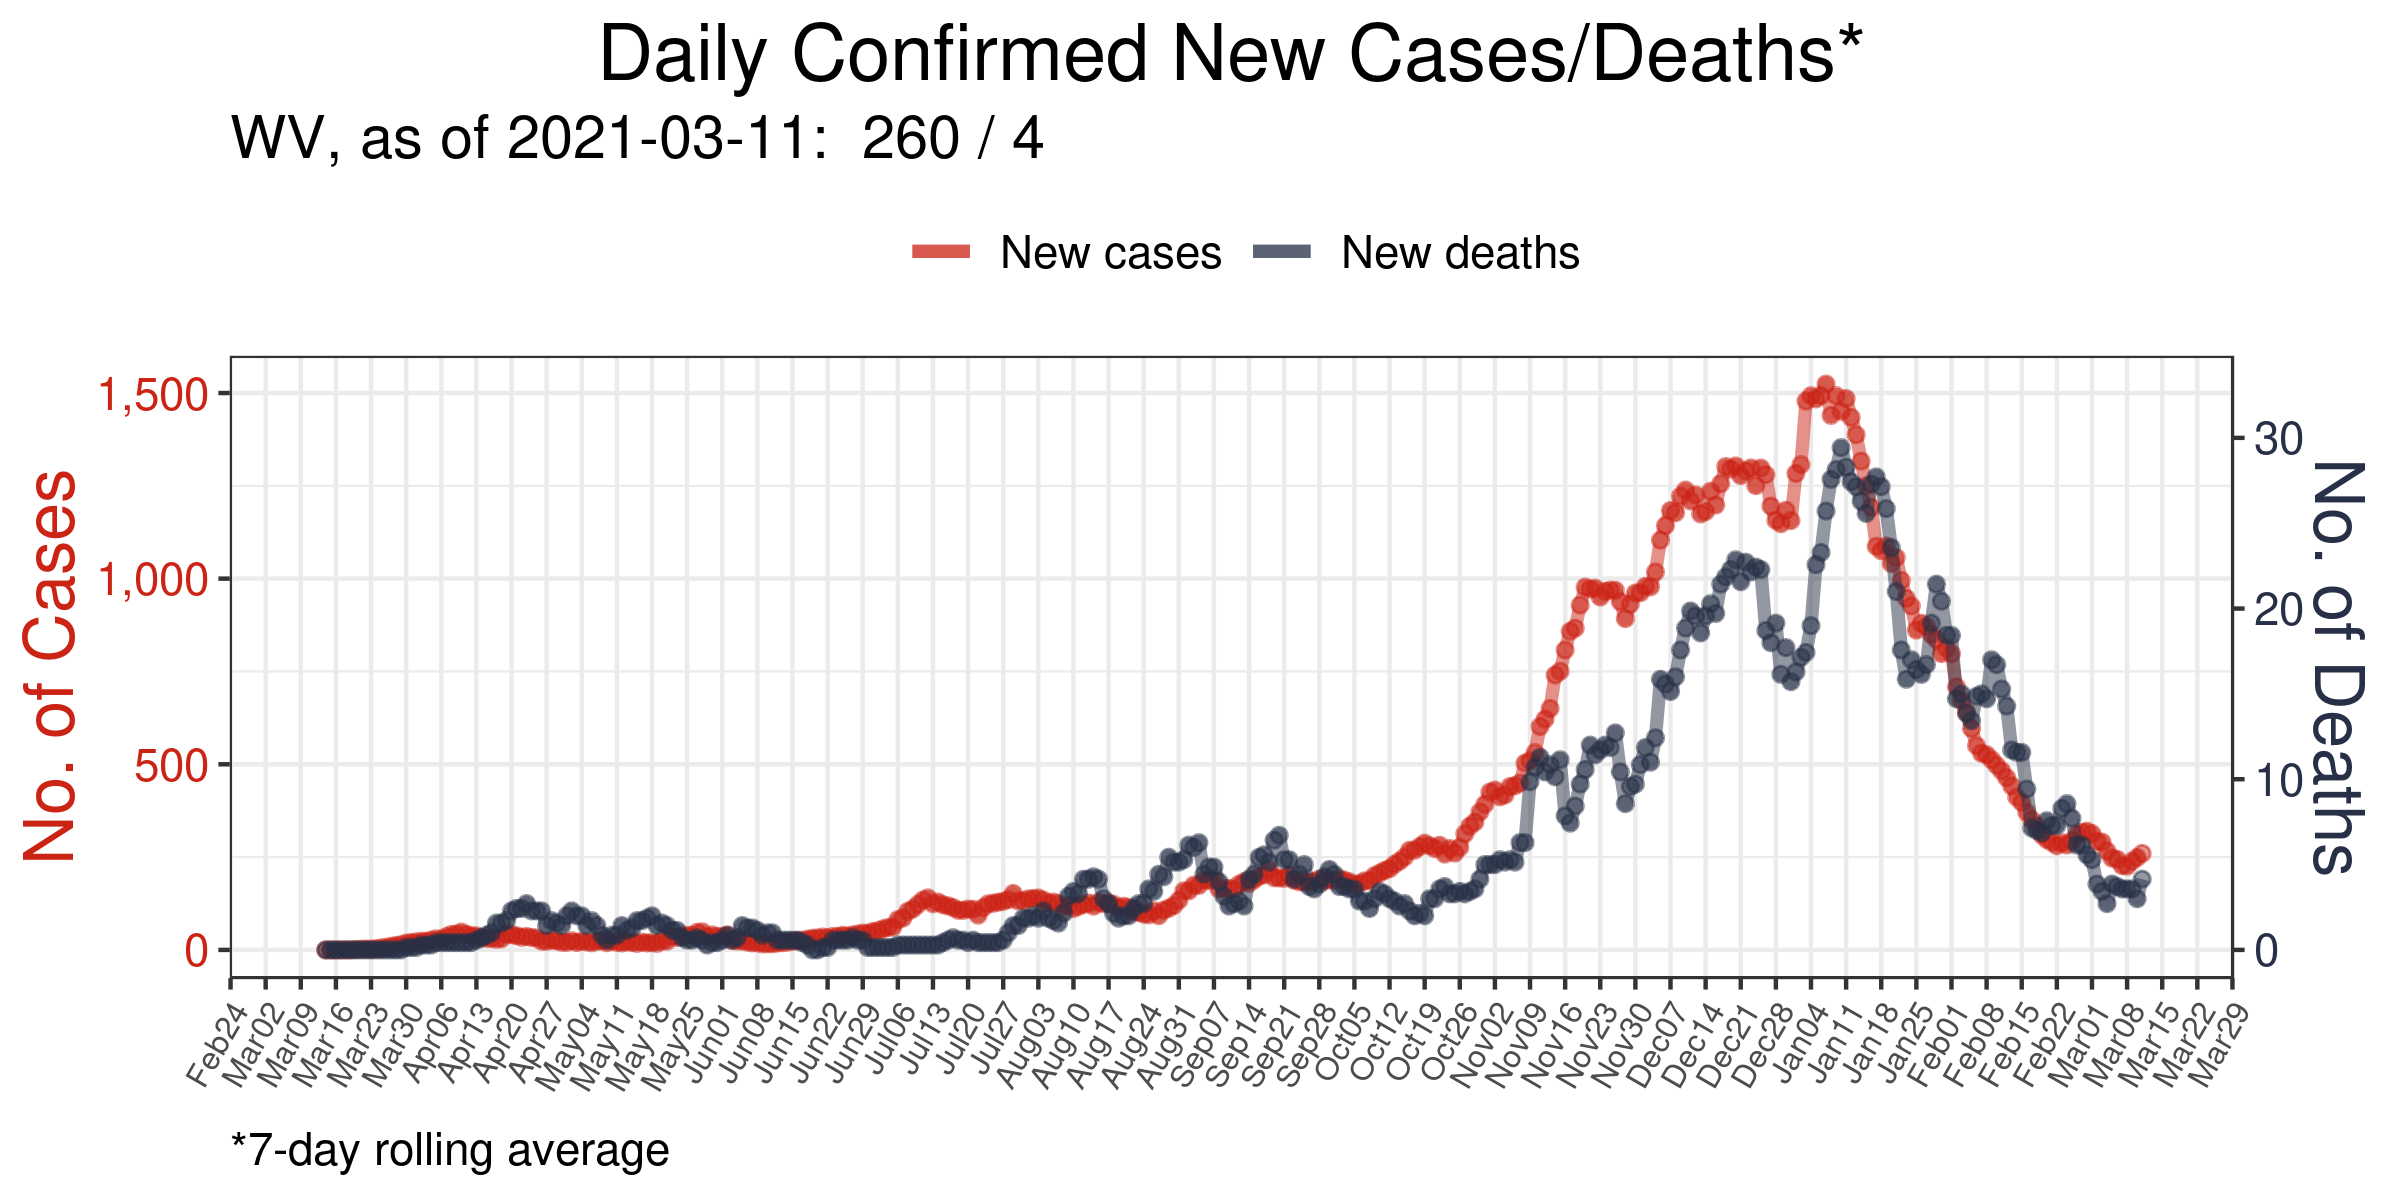 Daily Confirmed New Cases/Deaths*
WV, as of 2021-03-11:  260 / 4
New cases
New deaths
No. of Cases
1,500
1,000
500
0
30
20
10
0
No. of Deaths
Feb24
Mar02
Mar09
Mar16
Mar23
Mar30
Apr06
Apr13
Apr20
Apr27
May04
May11
May18
May25
Jun01
Jun08
Jun15
Jun22
Jun29
Jul06
Jul13
Jul20
Jul27
Aug03
Aug10
Aug17
Aug24
Aug31
Sep07
Sep14
Sep21
Sep28
Oct05
Oct12
Oct19
Oct26
Nov02
Nov09
Nov16
Nov23
Nov30
Dec07
Dec14
Dec21
Dec28
Jan04
Jan11
Jan18
Jan25
Feb01
Feb08
Feb15
Feb22
Mar01
Mar08
Mar15
Mar22
Mar29
*7-day rolling average